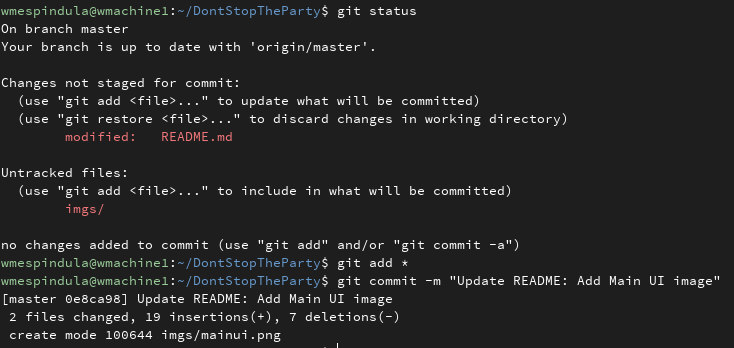 wmespindula@wmachine1:~/DontStopTheParty$ git status
On branch master
Your branch is up to date with 'origin/master'.
Changes not staged for commit:
  (use "git add <file>..." to update what will be committed)
  (use "git restore <file>..." to discard changes in working directory)
        modified:   README.md
Untracked files:
  (use "git add <file>..." to include in what will be committed)
        imgs/
no changes added to commit (use "git add" and/or "git commit -a")
wmespindula@wmachine1:~/DontStopTheParty$ git add *
wmespindula@wmachine1:~/DontStopTheParty$ git commit -m "Update README: Add Main UI image"
[master 0e8ca98] Update README: Add Main UI image
 2 files changed, 19 insertions(+), 7 deletions(-)
 create mode 100644 imgs/mainui.png